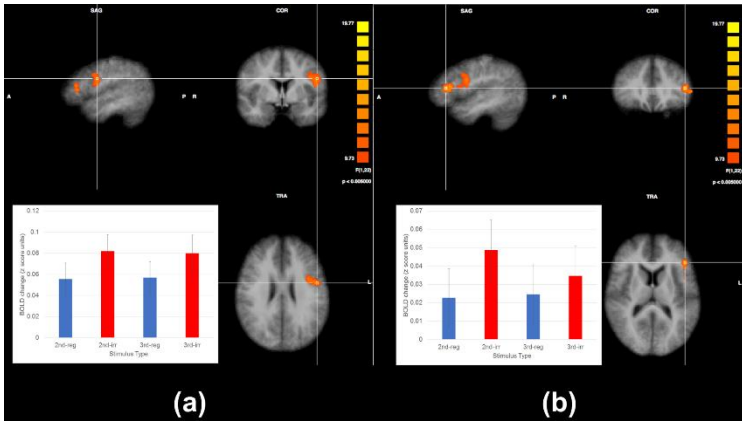 SAG
COR
19.77
A
P
R
9.73
F(1,22)
p < 0.005000
TRA
L
0.12
0.1
0.08
0.06
0.04
0.02
0
BOLD change (z score units)
2nd-reg
2nd-irr
3rd-reg
3rd-irr
Stimulus Type
(a)
SAG
COR
19.77
A
P
R
9.73
F(1,22)
p < 0.005000
TRA
L
0.07
0.06
0.05
0.04
0.03
0.02
0.01
0
BOLD change (z score units)
2nd-reg
2nd-irr
3rd-reg
3rd-irr
Stimulus Type
(b)